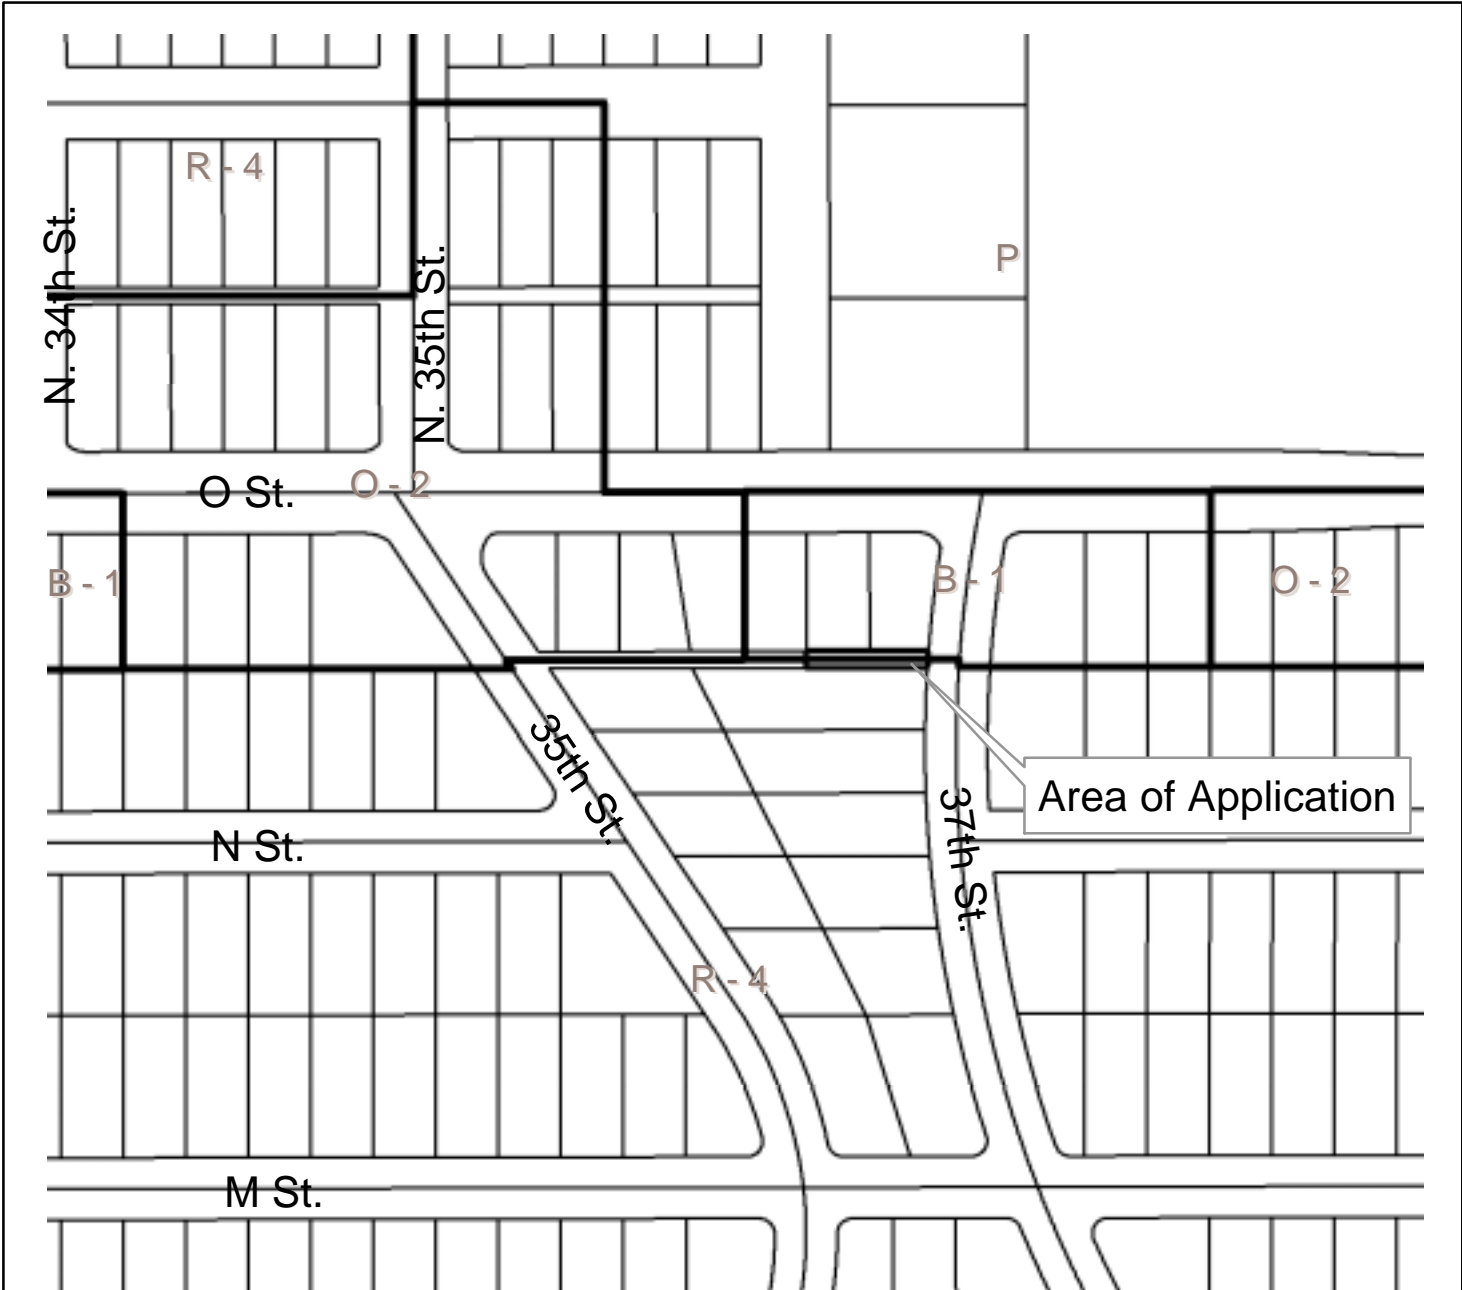 R - 4
N. 34th St.
N. 35th St.
P
O St.
O - 2
B - 1
B - 1
O - 2
35th St.
Area of Application
37th St.
N St.
R - 4
M St.